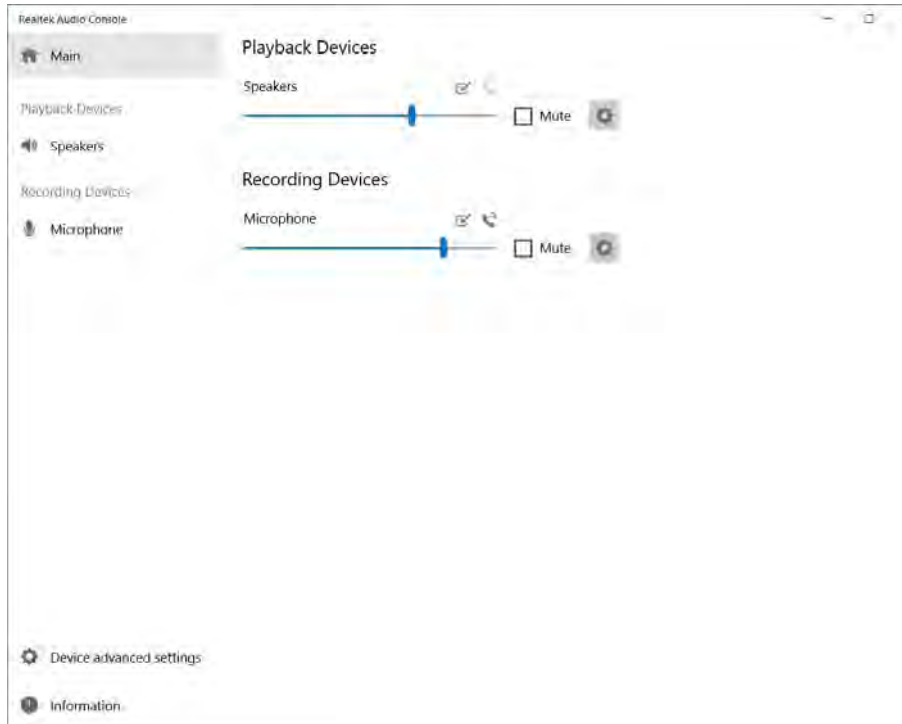 Realtek Audio Console
Main
Playback Devices
Speakers
Recording Devices
Microphone
Device advanced settings
Information
Playback Devices
Speakers
Mute
Recording Devices
Microphone
Mute